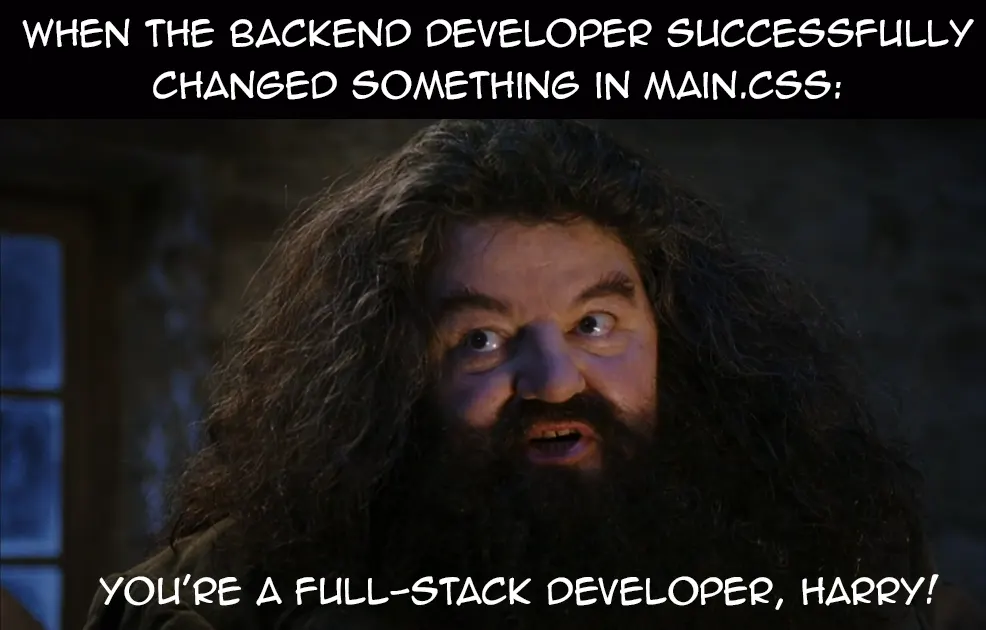 WHEN THE BACKEND DEVELOPER SUCCESSFULLY
CHANGED SOMETHING IN MAIN.CSS:
YOU'RE A FULL-STACK DEVELOPER, HARRY!